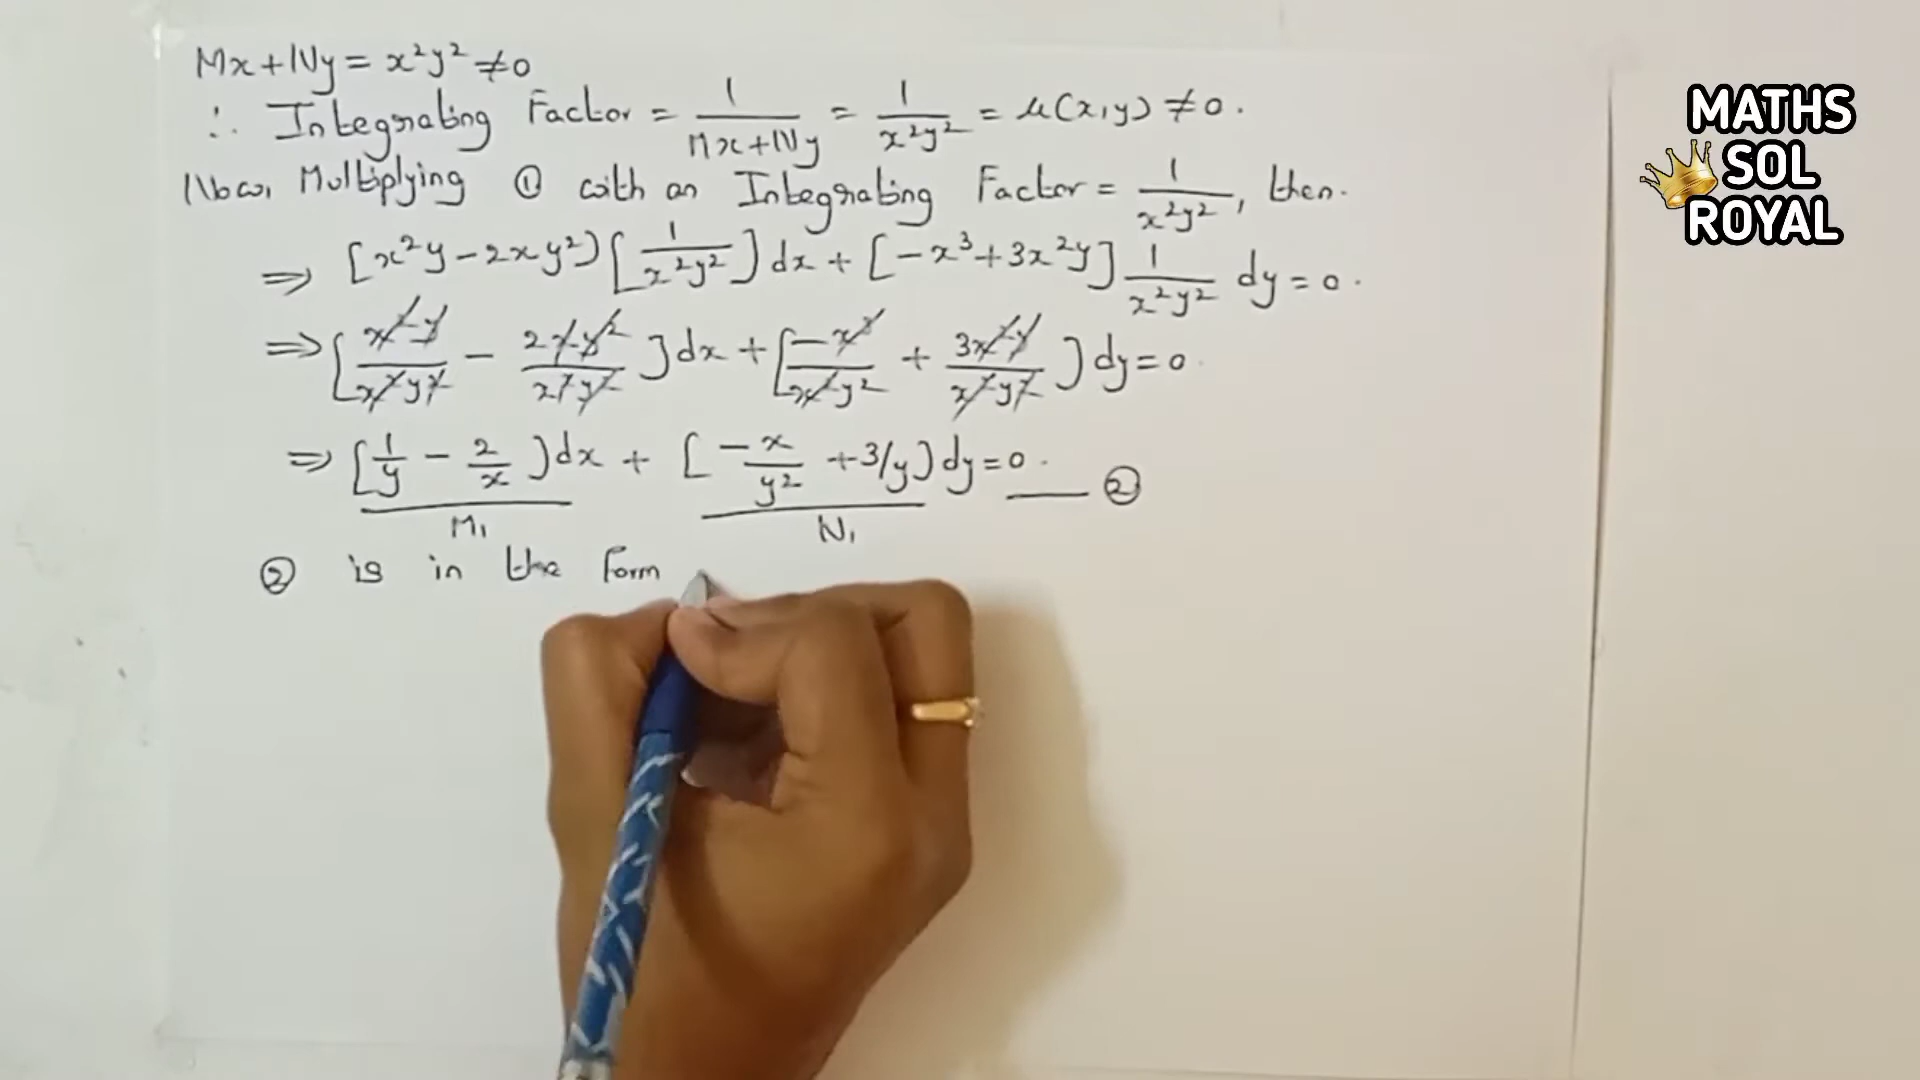 Mx+Ny = x²y² ≠0
∴ Integrating Factor = 1/(Mx+Ny) = 1/(x²y²) = μ(x,y) ≠0.
Now, Multiplying ① with an Integrating Factor = 1/(x²y²), then.
⇒ [x²y-2xy²)[1/(x²y²)]dx + [-x³+3x²y] 1/(x²y²) dy = 0.
⇒ [x²y/(x²y²) - 2xy²/(x²y²)]dx + [-x³/(x²y²) + 3x²y/(x²y²)]dy = 0.
⇒ [1/y - 2/x)dx + [-x/y² +3/y)dy = 0. —— ②
M₁ N₁
② is in the form
MATHS
SOL
ROYAL